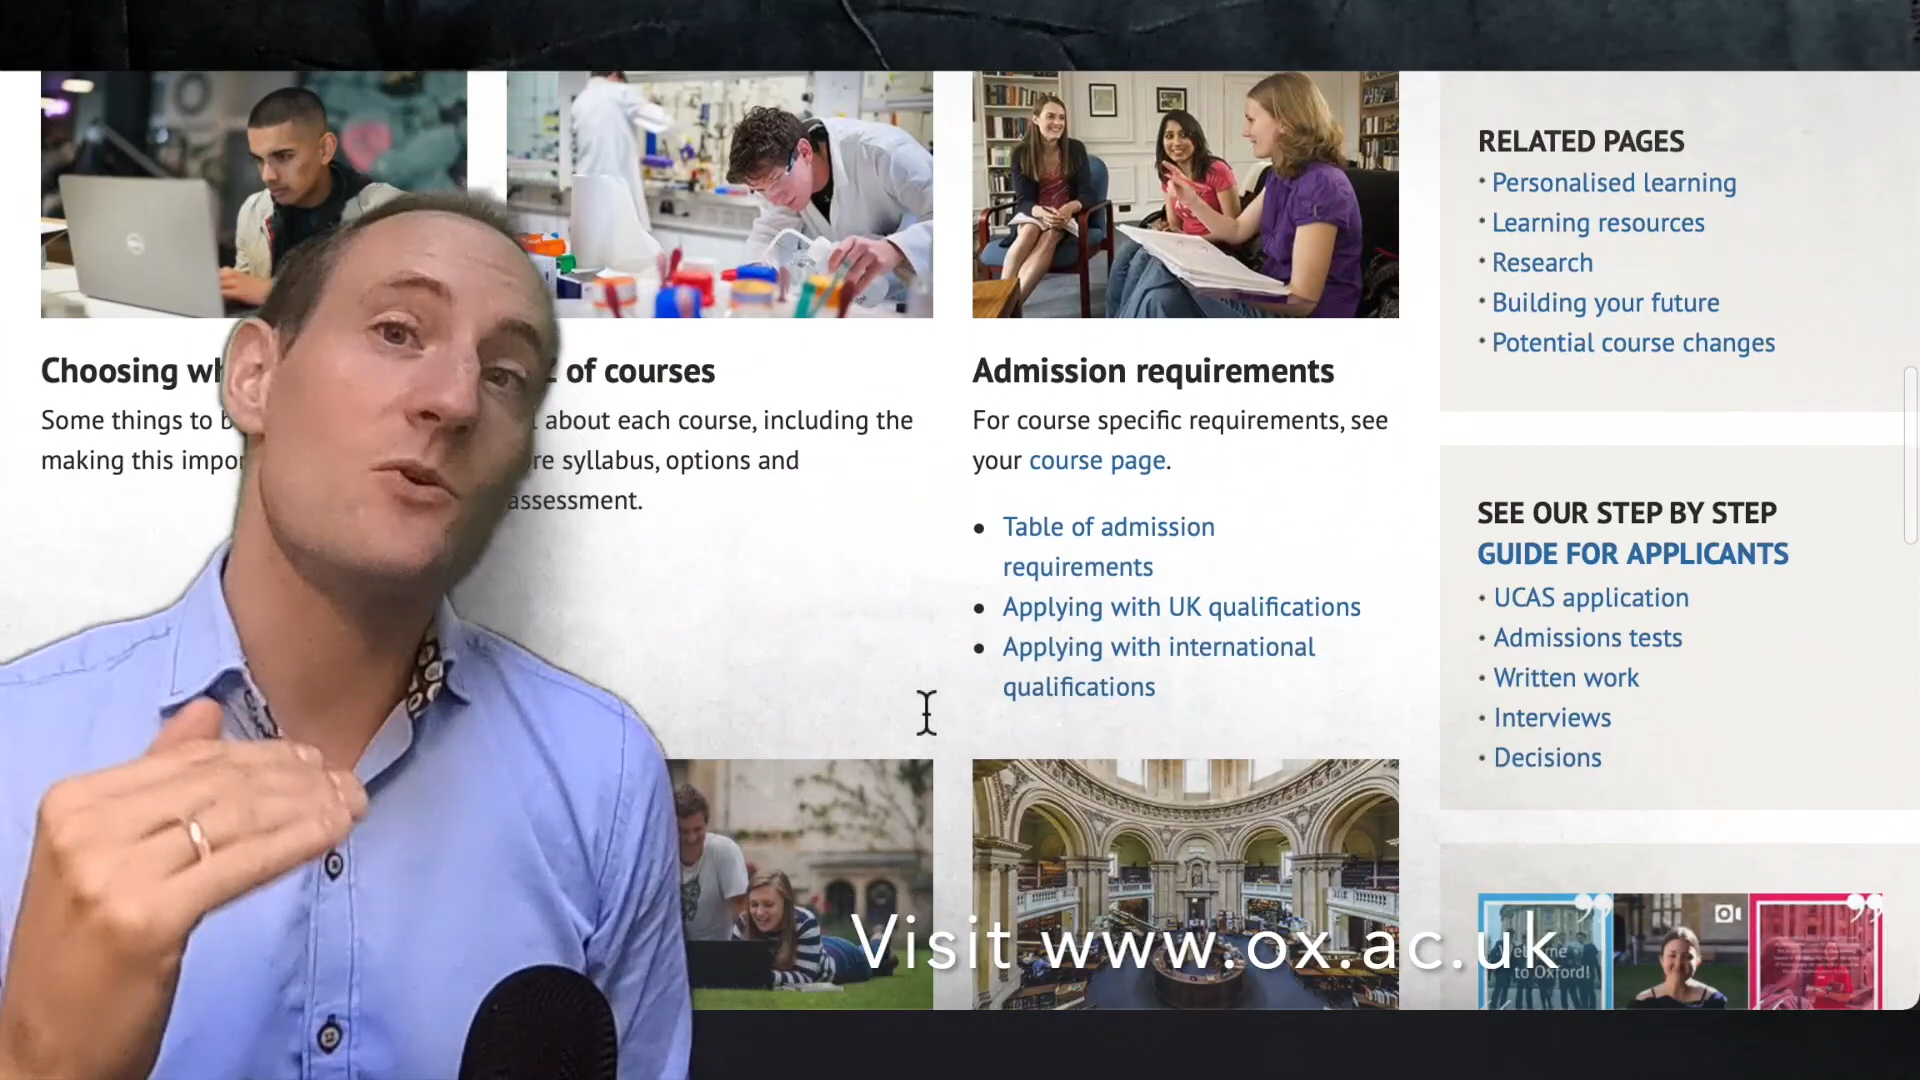 Choosing wh
Some things to b
making this impor
of courses
about each course, including the
re syllabus, options and
assessment.
Admission requirements
For course specific requirements, see
your course page.
• Table of admission
requirements
• Applying with UK qualifications
• Applying with international
qualifications
RELATED PAGES
• Personalised learning
• Learning resources
• Research
• Building your future
• Potential course changes
SEE OUR STEP BY STEP
GUIDE FOR APPLICANTS
• UCAS application
• Admissions tests
• Written work
• Interviews
• Decisions
to Oxford!
Visit www.ox.ac.uk